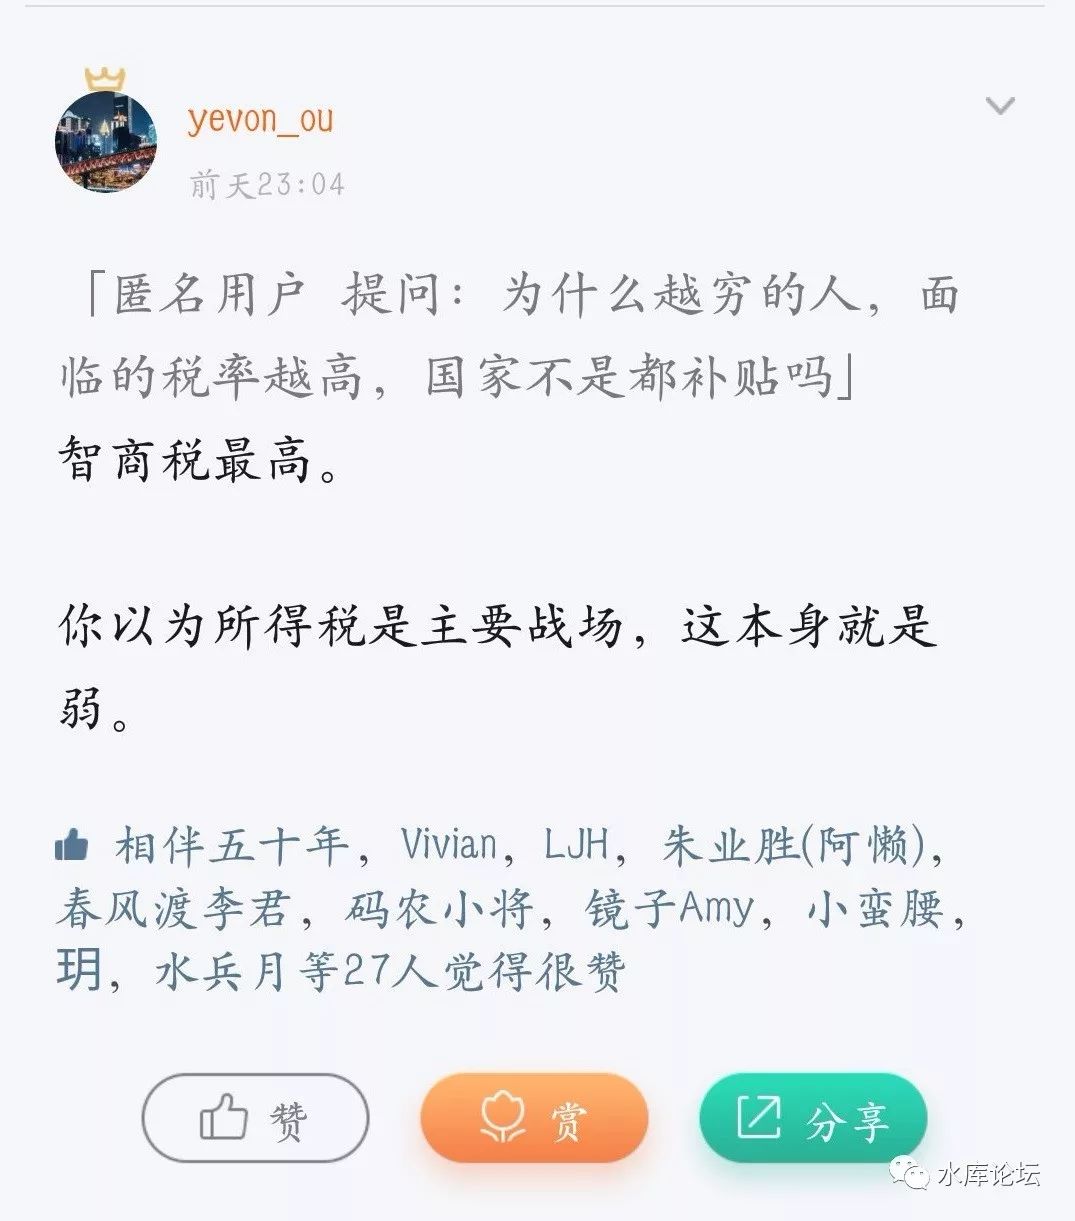 yevon_ou
前天23:04
「匿名用户 提问：为什么越穷的人，面
临的税率越高，国家不是都补贴吗」
智商税最高。
你以为所得税是主要战场，这本身就是
弱。
相伴五十年，Vivian，LJH，朱业胜(阿懒)，
春风渡李君，码农小将，镜子Amy，小蛮腰，
玥，水兵月等27人觉得很赞
赞
赏
分享
水库论坛